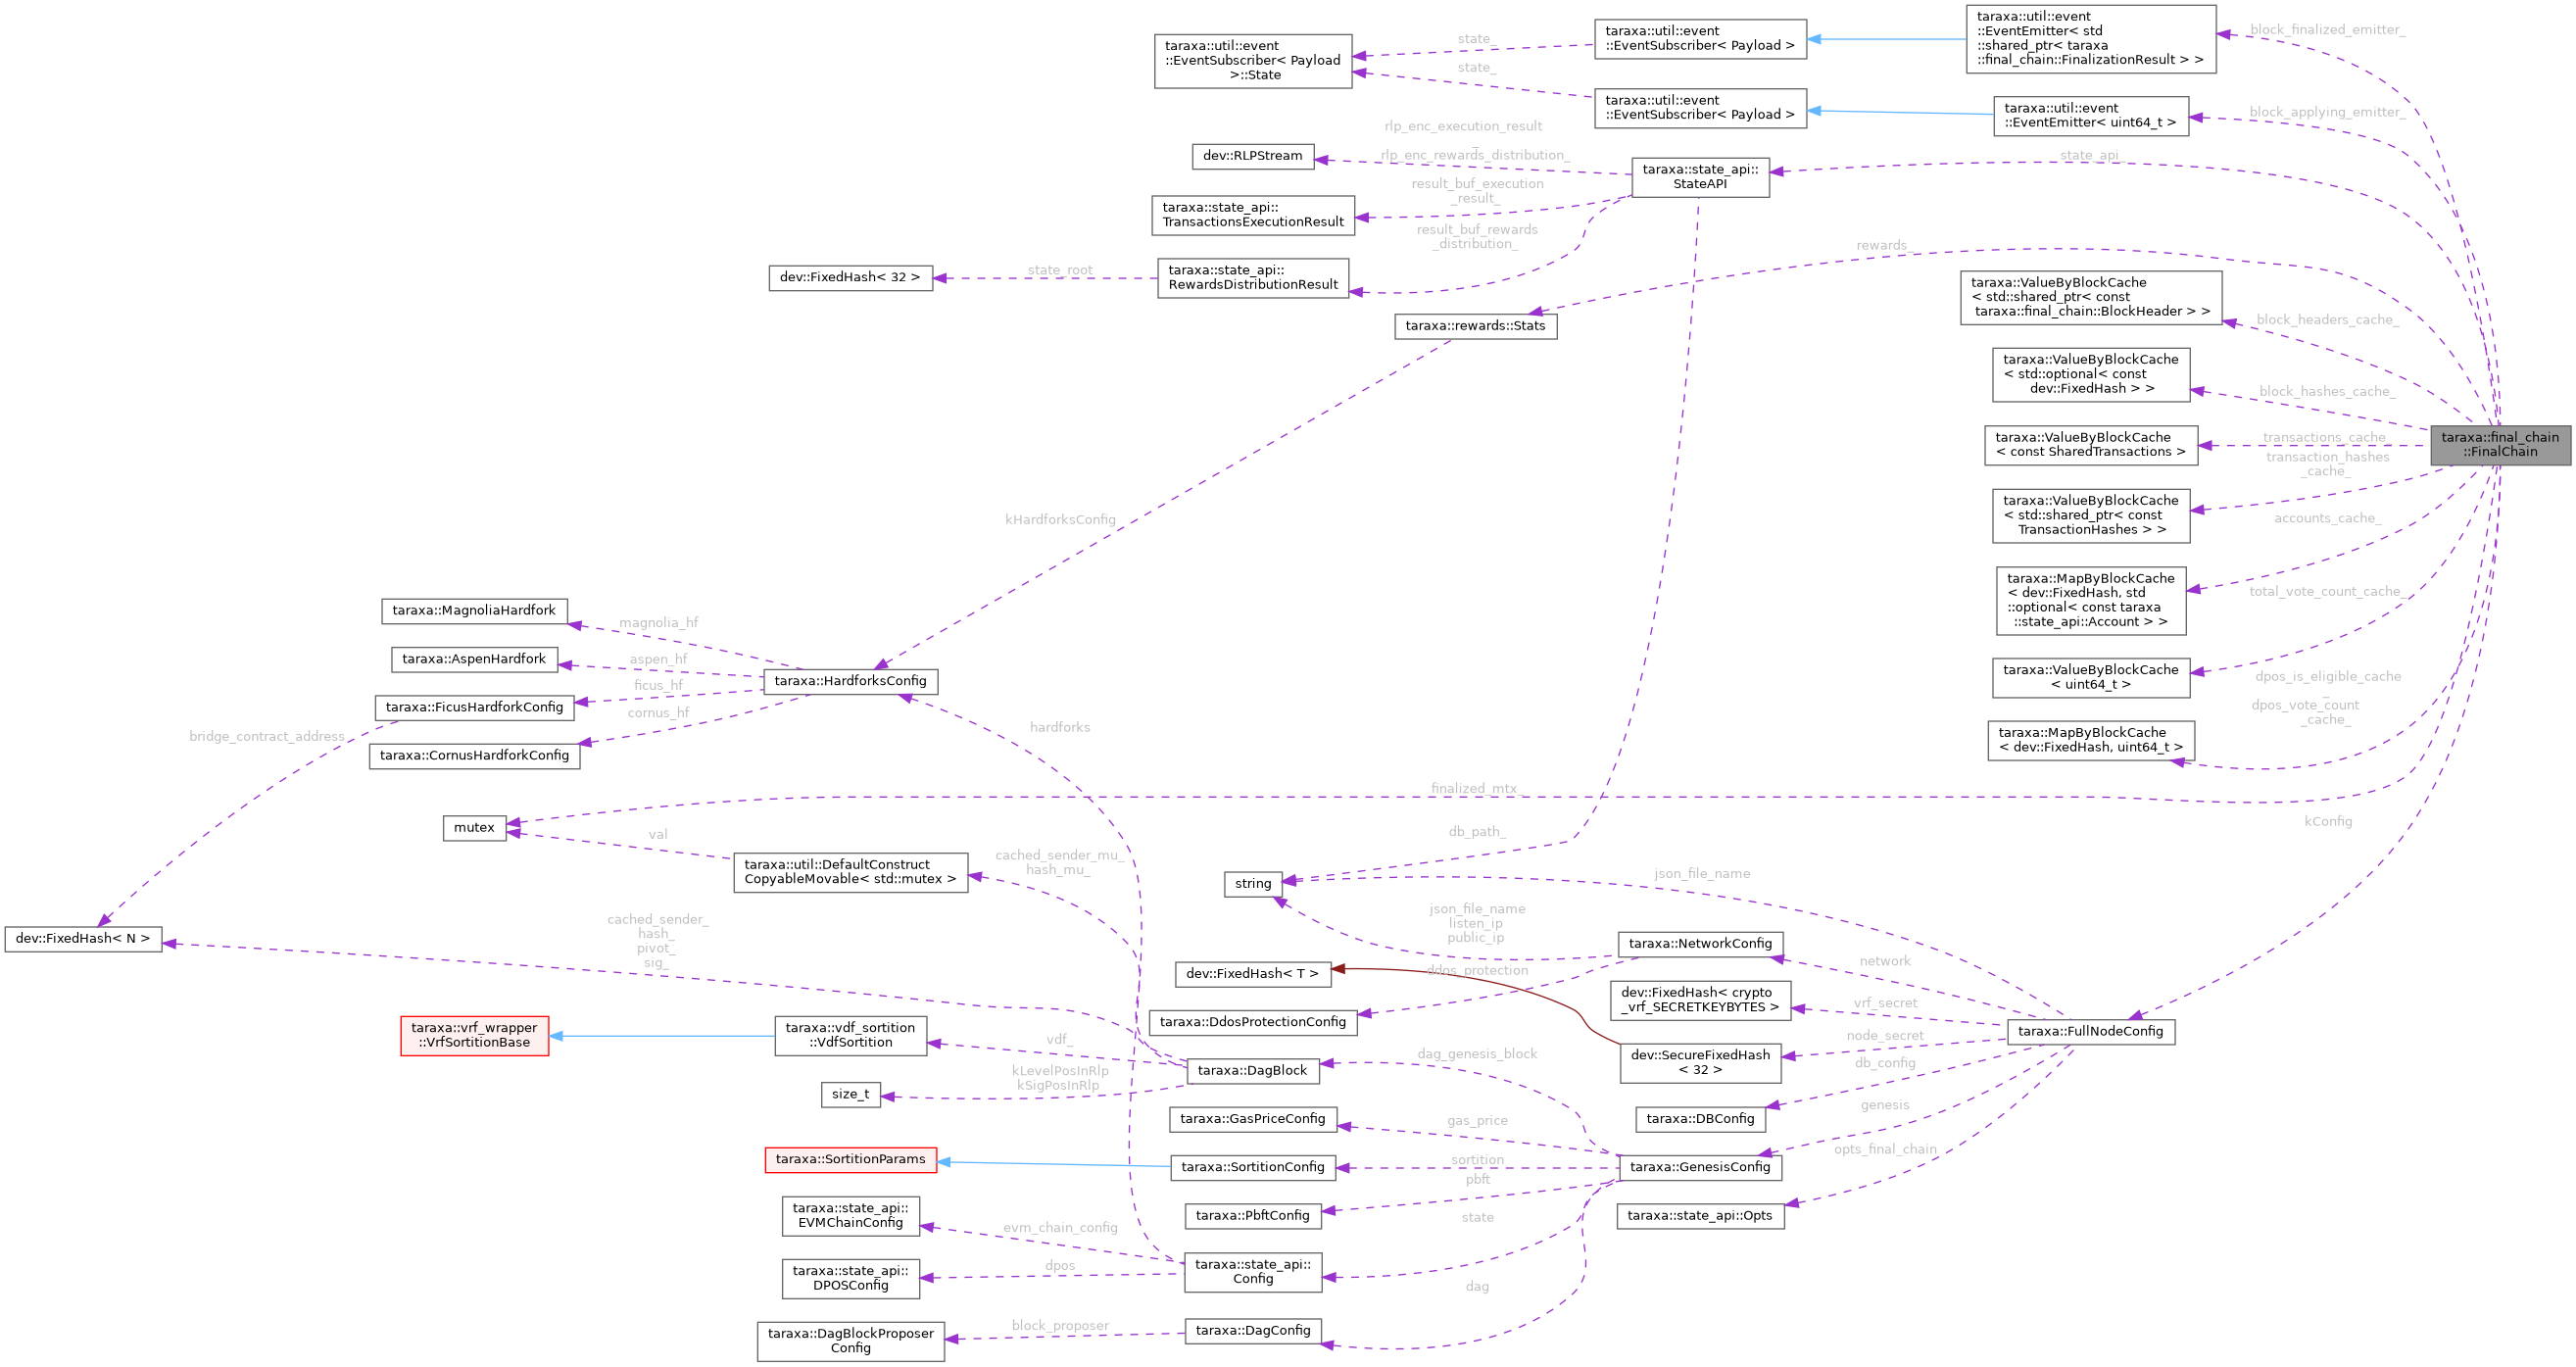 taraxa::util::event
::EventEmitter< std
::shared_ptr< taraxa
::final_chain::FinalizationResult > >
block_finalized_emitter_
taraxa::util::event
::EventSubscriber< Payload >
state_
taraxa::util::event
::EventSubscriber< Payload
>::State
state_
taraxa::util::event
::EventSubscriber< Payload >
taraxa::util::event
::EventEmitter< uint64_t >
block_applying_emitter_
rlp_enc_execution_result
_
rlp_enc_rewards_distribution_
dev::RLPStream
taraxa::state_api::
StateAPI
state_api_
result_buf_execution
_result_
taraxa::state_api::
TransactionsExecutionResult
result_buf_rewards
_distribution_
dev::FixedHash< 32 >
state_root
taraxa::state_api::
RewardsDistributionResult
rewards_
taraxa::rewards::Stats
taraxa::ValueByBlockCache
< std::shared_ptr< const
taraxa::final_chain::BlockHeader > >
block_headers_cache_
taraxa::ValueByBlockCache
< std::optional< const
dev::FixedHash > >
block_hashes_cache_
taraxa::ValueByBlockCache
< const SharedTransactions >
transactions_cache_
taraxa::final_chain
::FinalChain
transaction_hashes
_cache_
taraxa::ValueByBlockCache
< std::shared_ptr< const
TransactionHashes > >
accounts_cache_
kHardforksConfig
taraxa::MapByBlockCache
< dev::FixedHash, std
::optional< const taraxa
::state_api::Account > >
total_vote_count_cache_
taraxa::MagnoliaHardfork
magnolia_hf
taraxa::AspenHardfork
aspen_hf
taraxa::HardforksConfig
taraxa::FicusHardforkConfig
ficus_hf
cornus_hf
taraxa::CornusHardforkConfig
bridge_contract_address
hardforks
taraxa::ValueByBlockCache
< uint64_t >
dpos_is_eligible_cache
_
dpos_vote_count
_cache_
taraxa::MapByBlockCache
< dev::FixedHash, uint64_t >
finalized_mtx_
kConfig
mutex
val
taraxa::util::DefaultConstruct
CopyableMovable< std::mutex >
cached_sender_mu_
hash_mu_
db_path_
string
json_file_name
json_file_name
listen_ip
public_ip
dev::FixedHash< N >
cached_sender_
hash_
pivot_
sig_
taraxa::NetworkConfig
network
dev::FixedHash< T >
ddos_protection
dev::FixedHash< crypto
_vrf_SECRETKEYBYTES >
vrf_secret
taraxa::DdosProtectionConfig
taraxa::FullNodeConfig
taraxa::vrf_wrapper
::VrfSortitionBase
taraxa::vdf_sortition
::VdfSortition
vdf_
node_secret
dag_genesis_block
dev::SecureFixedHash
< 32 >
db_config
taraxa::DagBlock
kLevelPosInRlp
kSigPosInRlp
size_t
taraxa::GasPriceConfig
gas_price
taraxa::DBConfig
genesis
taraxa::SortitionParams
taraxa::SortitionConfig
sortition
taraxa::GenesisConfig
opts_final_chain
pbft
taraxa::PbftConfig
state
taraxa::state_api::Opts
taraxa::state_api::
EVMChainConfig
evm_chain_config
taraxa::state_api::
DPOSConfig
dpos
taraxa::state_api::
Config
dag
taraxa::DagBlockProposer
Config
block_proposer
taraxa::DagConfig